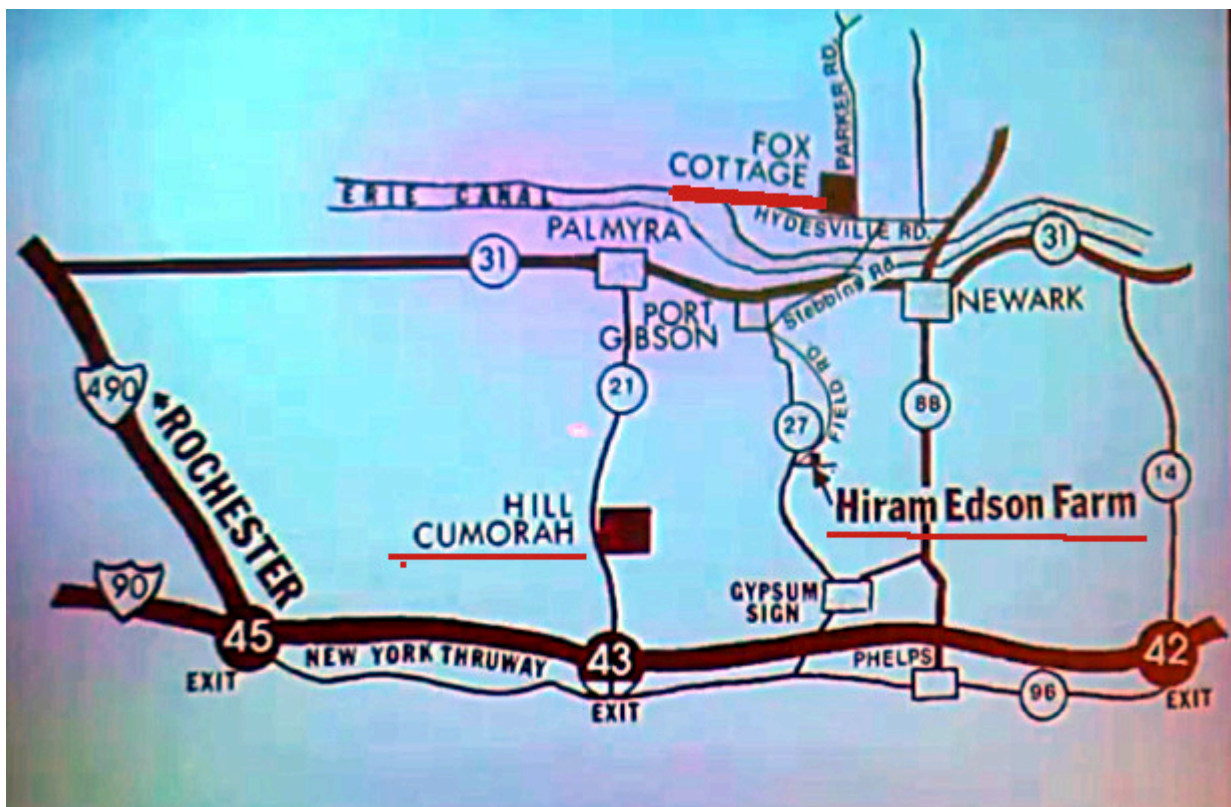 PARKER RD.
FOX
COTTAGE
ERIE CANAL
HYDESVILLE RD.
PALMYRA
31
31
Stebbins Rd.
PORT
GIBSON
NEWARK
490
ROCHESTER
21
FIELD RD.
27
88
14
HILL
CUMORAH
Hiram Edson Farm
90
GYPSUM
SIGN
45
EXIT
NEW YORK THRUWAY
43
EXIT
PHELPS
96
42
EXIT